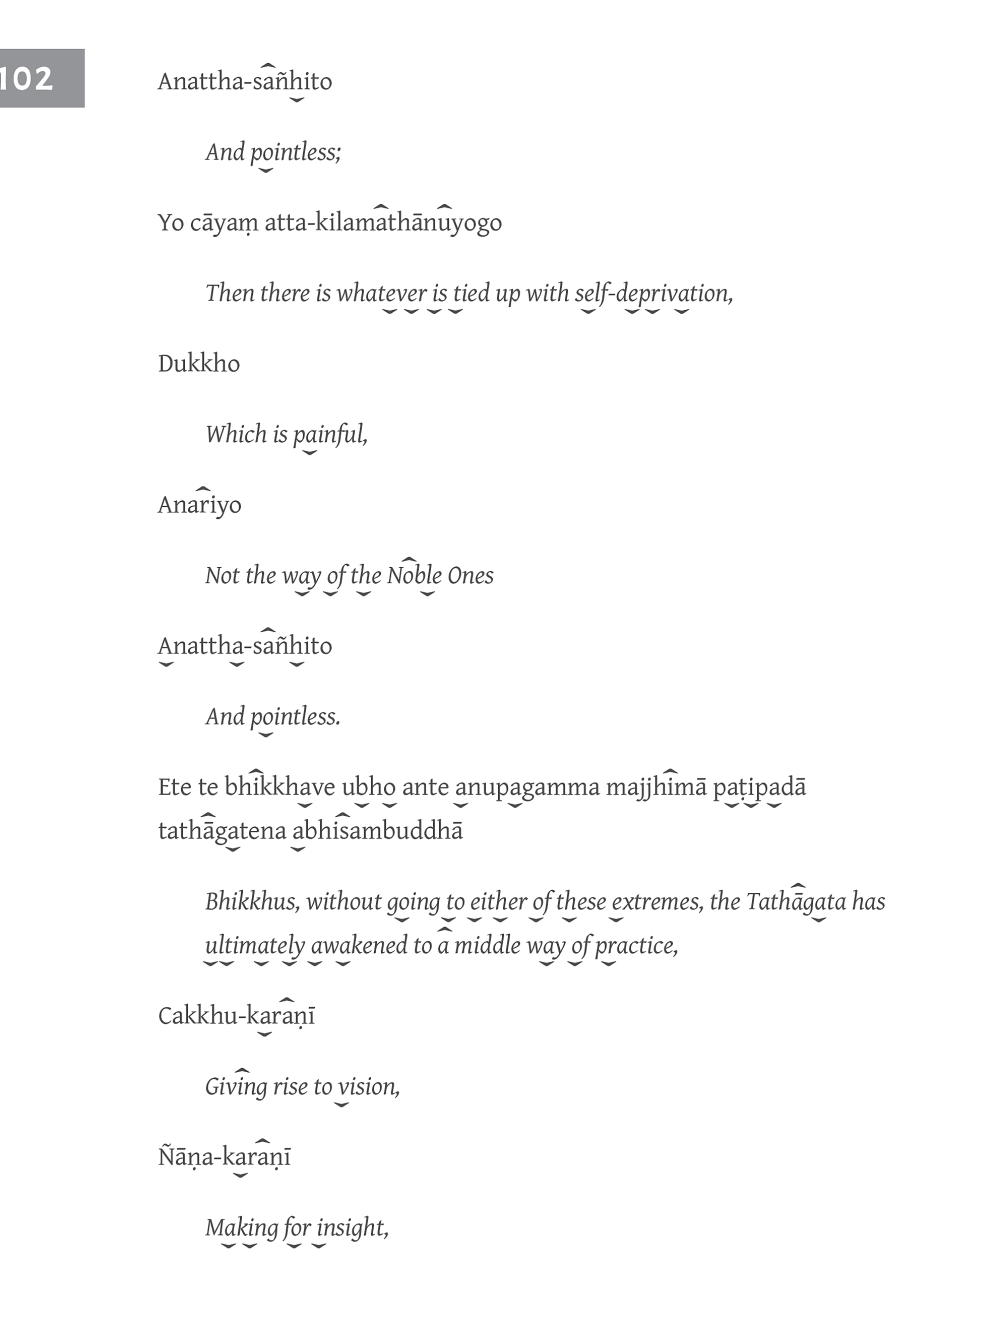 102
Anattha-sañhito
And pointless;
Yo cāyaṃ atta-kilamathānuyogo
Then there is whatever is tied up with self-deprivation,
Dukkho
Which is painful,
Anariyo
Not the way of the Noble Ones
Anattha-sañhito
And pointless.
Ete te bhikkhave ubho ante anupagamma majjhimā paṭipadā
tathāgatena abhisambuddhā
Bhikkhus, without going to either of these extremes, the Tathāgata has
ultimately awakened to a middle way of practice,
Cakkhu-karaṇī
Giving rise to vision,
Ñāṇa-karaṇī
Making for insight,